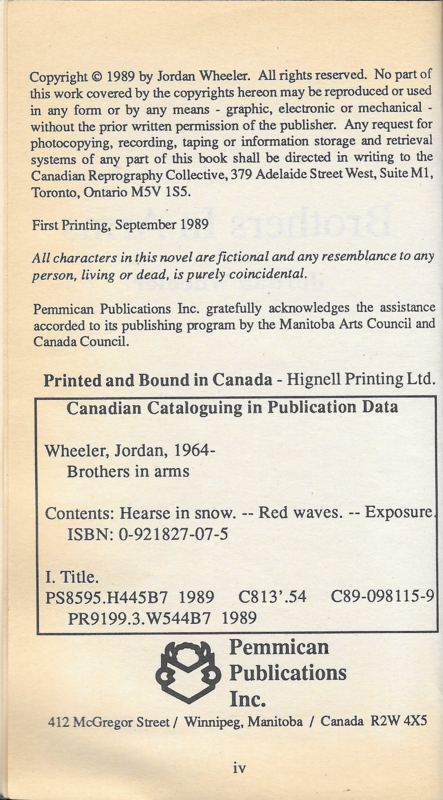 Copyright © 1989 by Jordan Wheeler. All rights reserved. No part of
this work covered by the copyrights hereon may be reproduced or used
in any form or by any means - graphic, electronic or mechanical -
without the prior written permission of the publisher. Any request for
photocopying, recording, taping or information storage and retrieval
systems of any part of this book shall be directed in writing to the
Canadian Reprography Collective, 379 Adelaide Street West, Suite M1,
Toronto, Ontario M5V 1S5.
First Printing, September 1989
All characters in this novel are fictional and any resemblance to any
person, living or dead, is purely coincidental.
Pemmican Publications Inc. gratefully acknowledges the assistance
accorded to its publishing program by the Manitoba Arts Council and
Canada Council.
Printed and Bound in Canada - Hignell Printing Ltd.
Canadian Cataloguing in Publication Data
Wheeler, Jordan, 1964-
Brothers in arms
Contents: Hearse in snow. -- Red waves. -- Exposure.
ISBN: 0-921827-07-5
I. Title.
PS8595.H445B7 1989 C813'.54 C89-098115-9
PR9199.3.W544B7 1989
Pemmican
Publications
Inc.
412 McGregor Street / Winnipeg, Manitoba / Canada R2W 4X5
iv